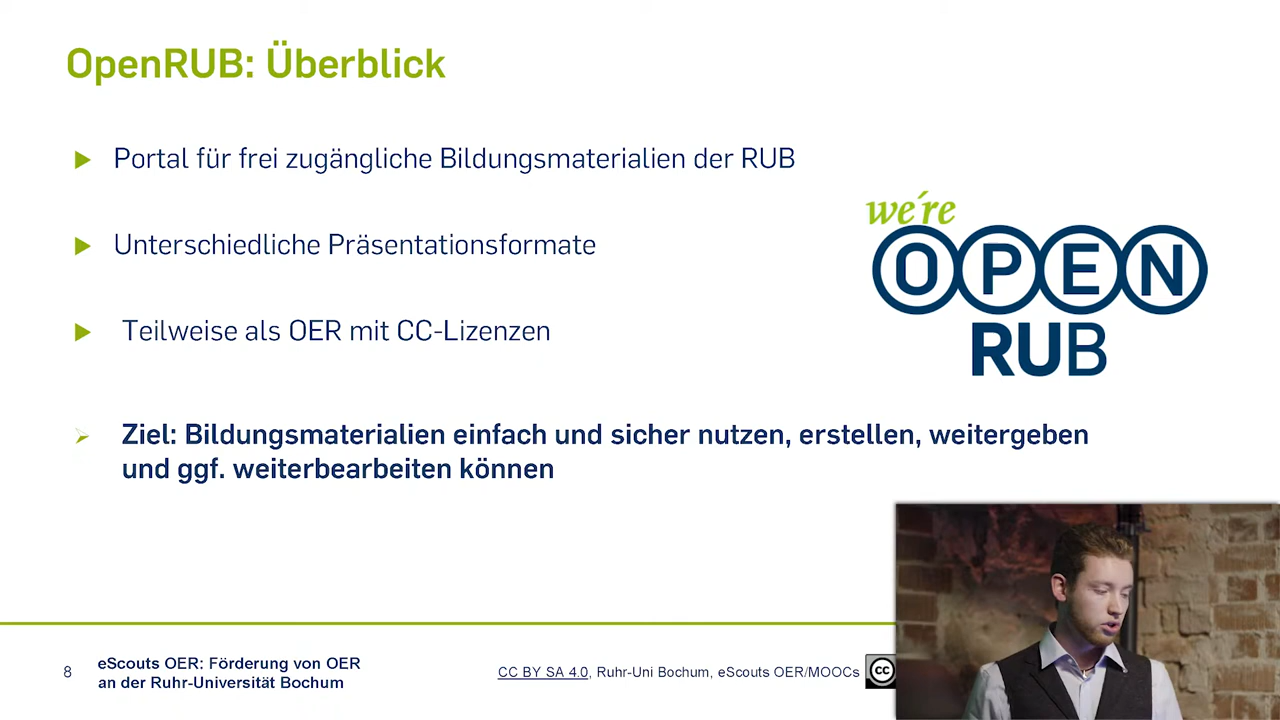 OpenRUB: Überblick
Portal für frei zugängliche Bildungsmaterialien der RUB
Unterschiedliche Präsentationsformate
Teilweise als OER mit CC-Lizenzen
Ziel: Bildungsmaterialien einfach und sicher nutzen, erstellen, weitergeben
und ggf. weiterbearbeiten können
we´re
OPEN
RUB
8
eScouts OER: Förderung von OER
an der Ruhr-Universität Bochum
CC BY SA 4.0, Ruhr-Uni Bochum, eScouts OER/MOOCs
cc